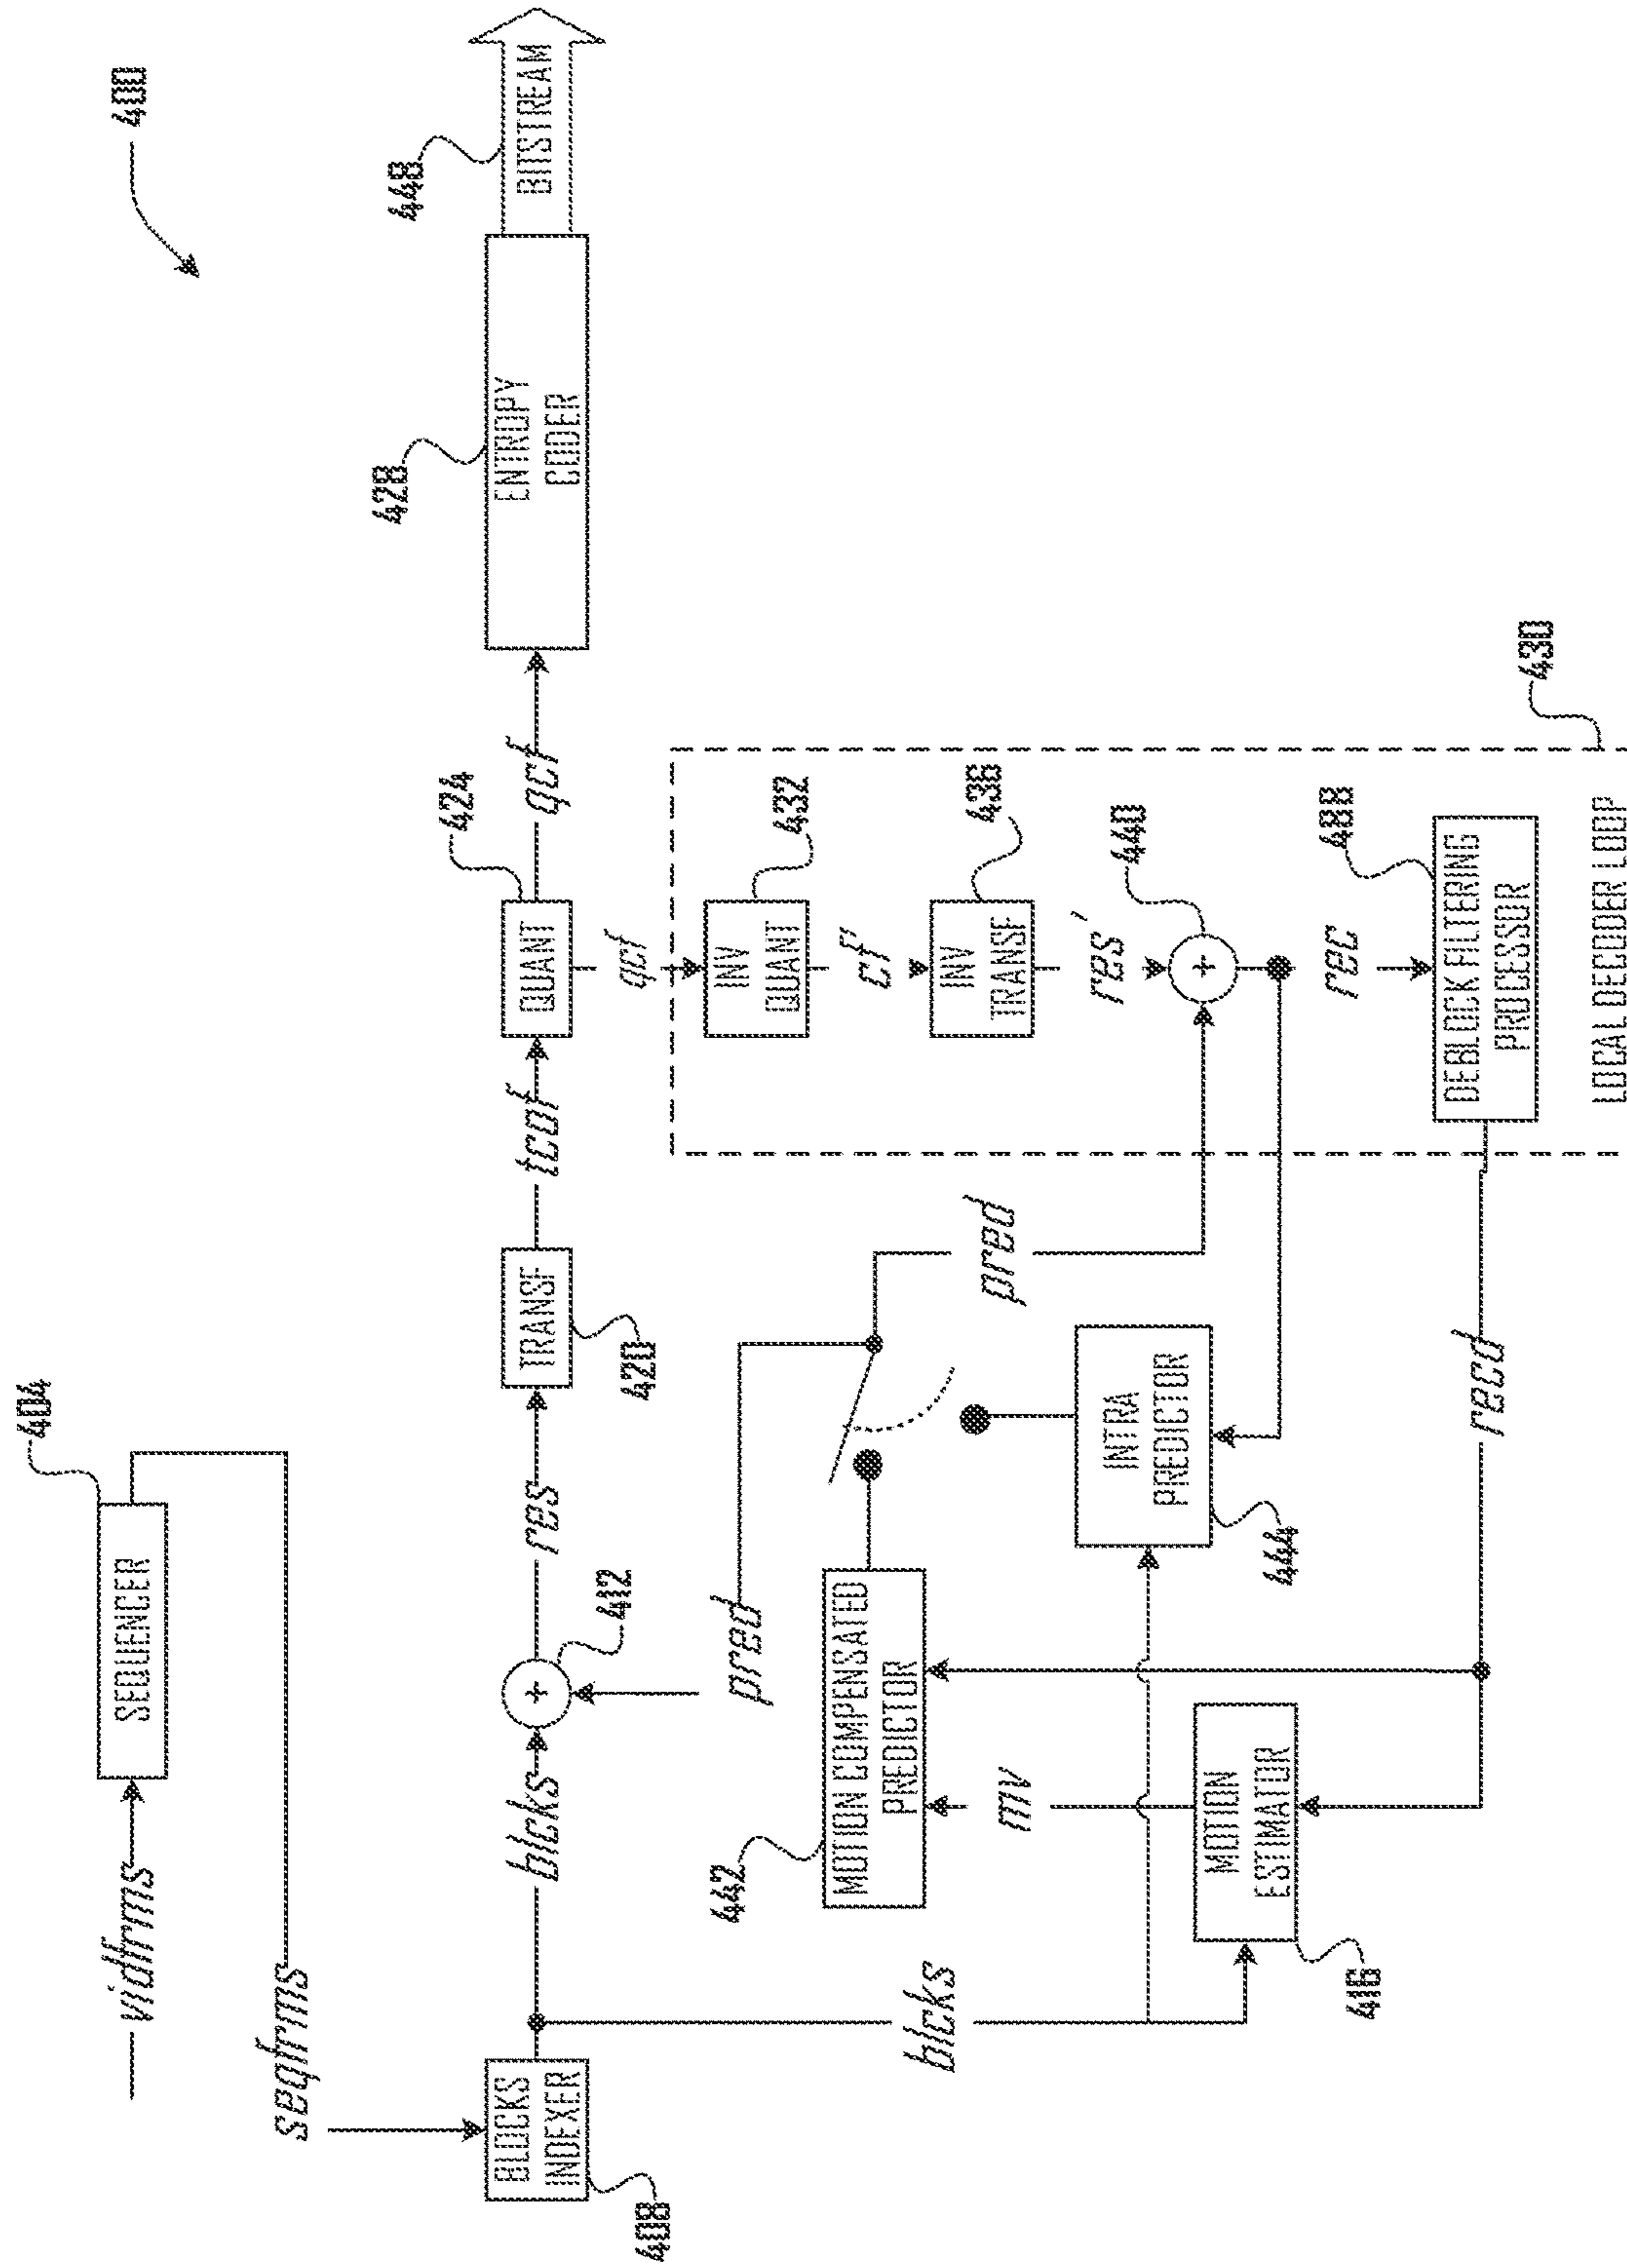 400
404
SEQUENCER
vidfrms
seqfrms
BLOCKS
INDEXER
408
blcks
+
412
res
TRANSF
420
tcof
QUANT
424
qcf
ENTROPY
CODER
428
BITSTREAM
448
qcf
INV
QUANT
432
cf'
INV
TRANSF
436
res'
+
440
rec
DEBLOCK FILTERING
PROCESSOR
488
LOCAL DECODER LOOP
430
pred
pred
MOTION COMPENSATED
PREDICTOR
442
INTRA
PREDICTOR
444
mv
MOTION
ESTIMATOR
416
blcks
recd